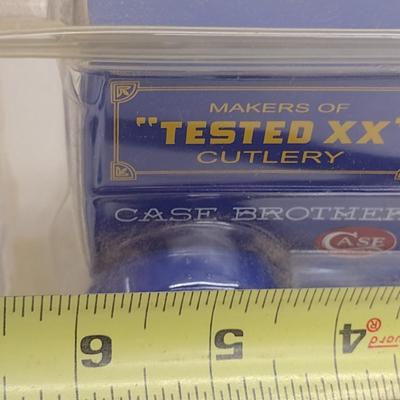 MAKERS OF
"TESTED XX"
CUTLERY
CASE BROTHER
CASE
6 5 4